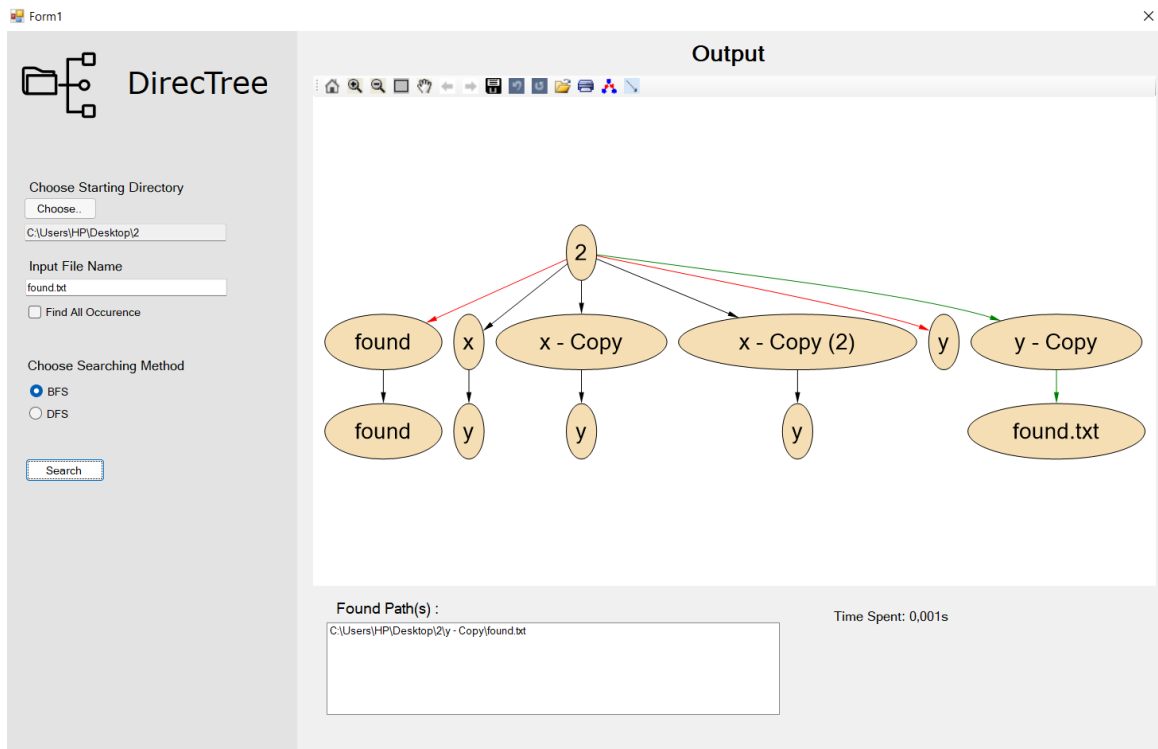 Form1
DirecTree
Choose Starting Directory
Choose..
C:\Users\HP\Desktop\2
Input File Name
found.txt
Find All Occurence
Choose Searching Method
BFS
DFS
Search
Output
2
found
x
x - Copy
x - Copy (2)
y
y - Copy
found
y
y
y
found.txt
Found Path(s) :
C:\Users\HP\Desktop\2\y - Copy\found.txt
Time Spent: 0,001s